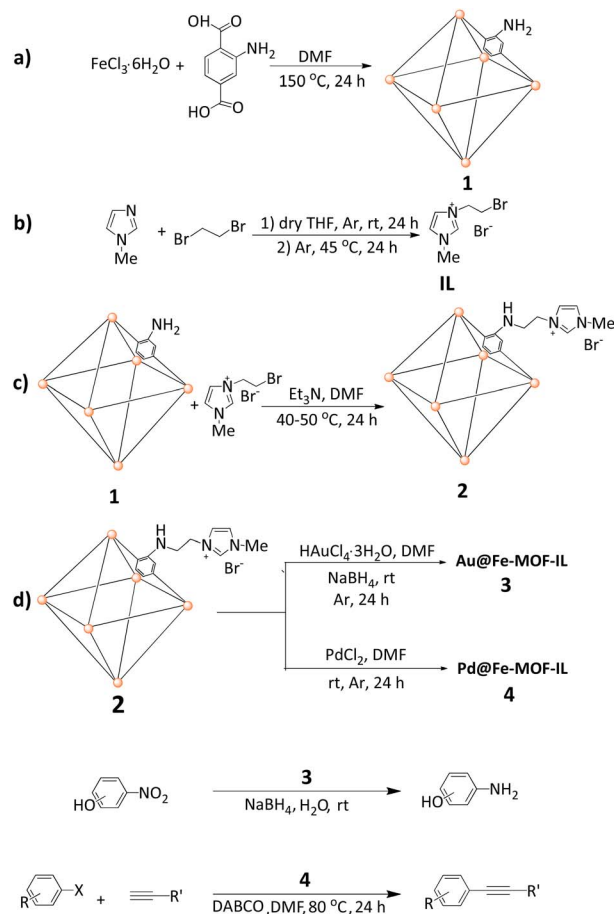 a)
FeCl3·6H2O +
O
OH
NH2
HO
O
DMF
150 °C, 24 h
NH2
1
b)
N
N
Me
+
Br
Br
1) dry THF, Ar, rt, 24 h
2) Ar, 45 °C, 24 h
Br
N
+
Br-
N
Me
IL
c)
NH2
1
+
Br
N
+
Br-
N
Me
Et3N, DMF
40-50 °C, 24 h
H
N
N
+
N
Me
Br-
2
d)
H
N
N
+
N
Me
Br-
2
HAuCl4·3H2O, DMF
NaBH4, rt
Ar, 24 h
Au@Fe-MOF-IL
3
PdCl2, DMF
rt, Ar, 24 h
Pd@Fe-MOF-IL
4
HO
NO2
3
NaBH4, H2O, rt
HO
NH2
R
X
+
R'
4
DABCO ,DMF, 80 °C, 24 h
R
R'